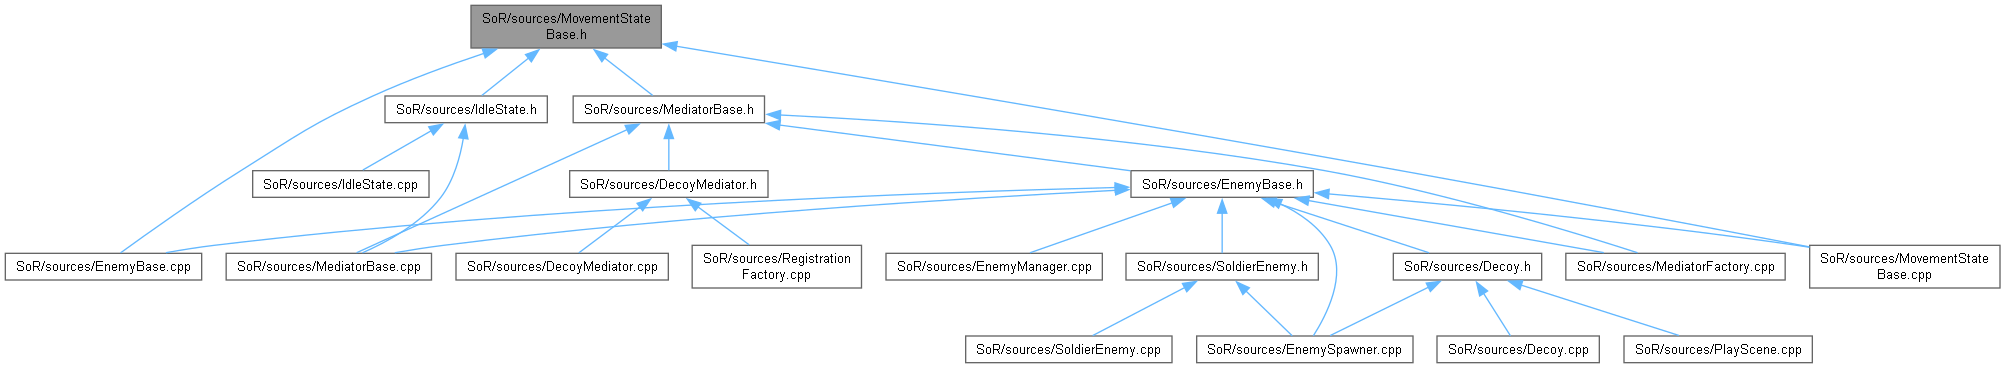 SoR/sources/MovementState
Base.h
SoR/sources/IdleState.h
SoR/sources/MediatorBase.h
SoR/sources/IdleState.cpp
SoR/sources/DecoyMediator.h
SoR/sources/EnemyBase.h
SoR/sources/EnemyBase.cpp
SoR/sources/MediatorBase.cpp
SoR/sources/DecoyMediator.cpp
SoR/sources/Registration
Factory.cpp
SoR/sources/EnemyManager.cpp
SoR/sources/SoldierEnemy.h
SoR/sources/Decoy.h
SoR/sources/MediatorFactory.cpp
SoR/sources/MovementState
Base.cpp
SoR/sources/SoldierEnemy.cpp
SoR/sources/EnemySpawner.cpp
SoR/sources/Decoy.cpp
SoR/sources/PlayScene.cpp